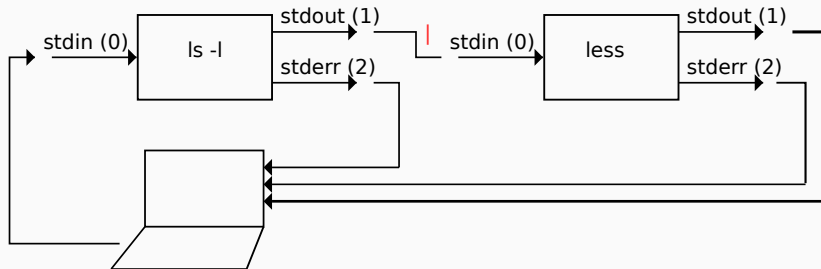 stdin (0)
ls -l
stdout (1)
stderr (2)
|
stdin (0)
less
stdout (1)
stderr (2)